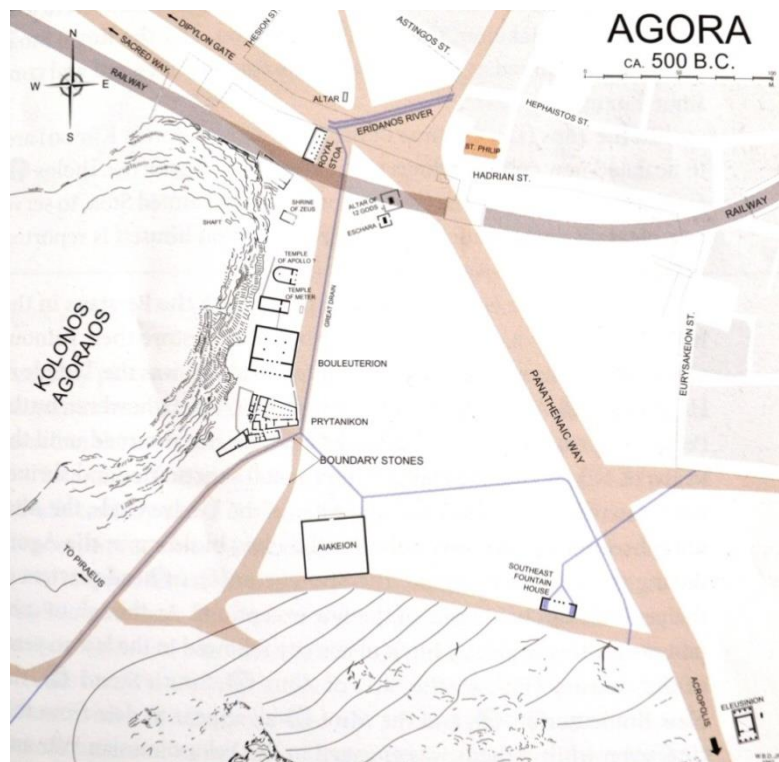 AGORA
CA. 500 B.C.
N
W
E
S
DIPYLON GATE
SACRED WAY
THESION ST.
ASTINGOS ST.
RAILWAY
ALTAR
ERIDANOS RIVER
HEPHAISTOS ST.
ROYAL
STOA
ST. PHILIP
HADRIAN ST.
SHRINE
OF ZEUS
ALTAR OF
12 GODS
ESCHARA
RAILWAY
SHAFT
TEMPLE
OF APOLLO ?
TEMPLE
OF METER
GREAT DRAIN
KOLONOS
AGORAIOS
BOULEUTERION
EURYSAKEION ST.
PANATHENAIC WAY
PRYTANIKON
BOUNDARY STONES
AIAKEION
TO PIRAEUS
SOUTHEAST
FOUNTAIN
HOUSE
ACROPOLIS
ELEUSINION